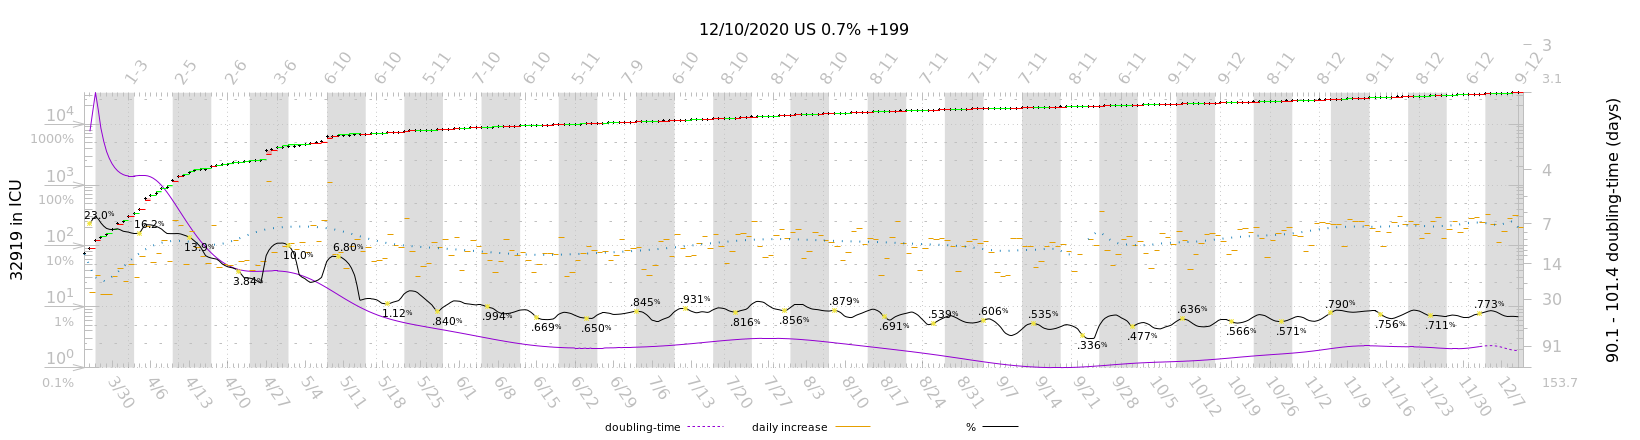 12/10/2020 US 0.7% +199
1-3 2-5 2-6 3-6 6-10 6-10 5-11 7-10 6-10 5-11 7-9 6-10 8-10 8-11 8-10 8-11 7-11 7-11 7-11 8-11 6-11 9-11 9-12 8-11 8-12 9-11 8-12 6-12 9-12
3
3.1
4
7
14
30
91
153.7
90.1 - 101.4 doubling-time (days)
32919 in ICU
10^4
1000%
10^3
100%
10^2
10%
10^1
1%
10^0
0.1%
23.0% 16.2% 13.9% 3.84% 10.0% 6.80% 1.12% .840% .994% .669% .650% .845% .931% .816% .856% .879% .691% .539% .606% .535% .336% .477% .636% .566% .571% .790% .756% .711% .773%
3/30 4/6 4/13 4/20 4/27 5/4 5/11 5/18 5/25 6/1 6/8 6/15 6/22 6/29 7/6 7/13 7/20 7/27 8/3 8/10 8/17 8/24 8/31 9/7 9/14 9/21 9/28 10/5 10/12 10/19 10/26 11/2 11/9 11/16 11/23 11/30 12/7
doubling-time daily increase %